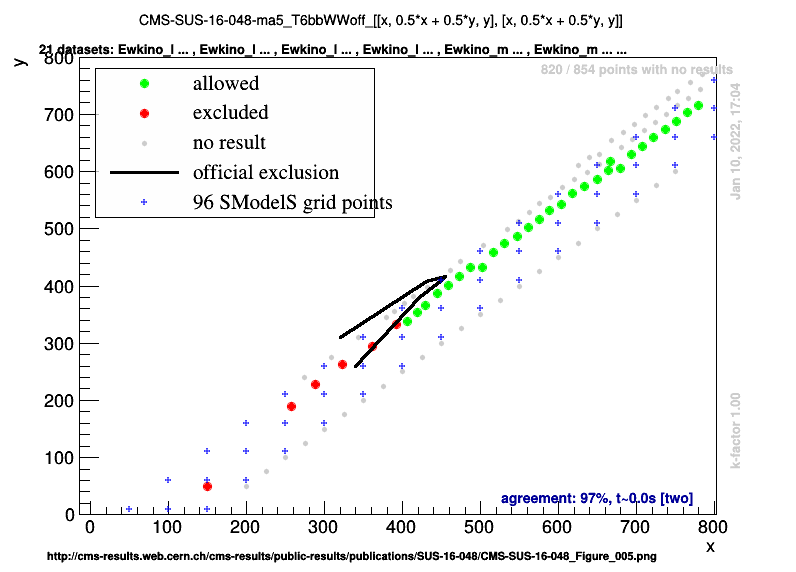 CMS-SUS-16-048-ma5_T6bbWWoff_[[x, 0.5*x + 0.5*y, y], [x, 0.5*x + 0.5*y, y]]
21 datasets: Ewkino_l ... , Ewkino_l ... , Ewkino_l ... , Ewkino_l ... , Ewkino_m ... , Ewkino_m ... ...
y
820 / 854 points with no results
allowed
excluded
no result
official exclusion
96 SModelS grid points
800
700
600
500
400
300
200
100
0
Jan 10, 2022, 17:04
k-factor 1.00
agreement: 97%, t~0.0s [two]
0 100 200 300 400 500 600 700 800
x
http://cms-results.web.cern.ch/cms-results/public-results/publications/SUS-16-048/CMS-SUS-16-048_Figure_005.png